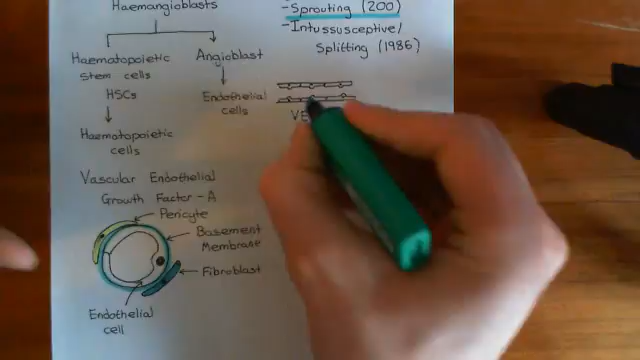 Haemangioblasts
-Sprouting (200)
-Intussusceptive/
Splitting (1986)
Haematopoietic
stem cells
HSCs
Haematopoietic
cells
Angioblast
Endothelial
cells
VE
Vascular Endothelial
Growth Factor-A
Pericyte
Basement
Membrane
Fibroblast
Endothelial
cell